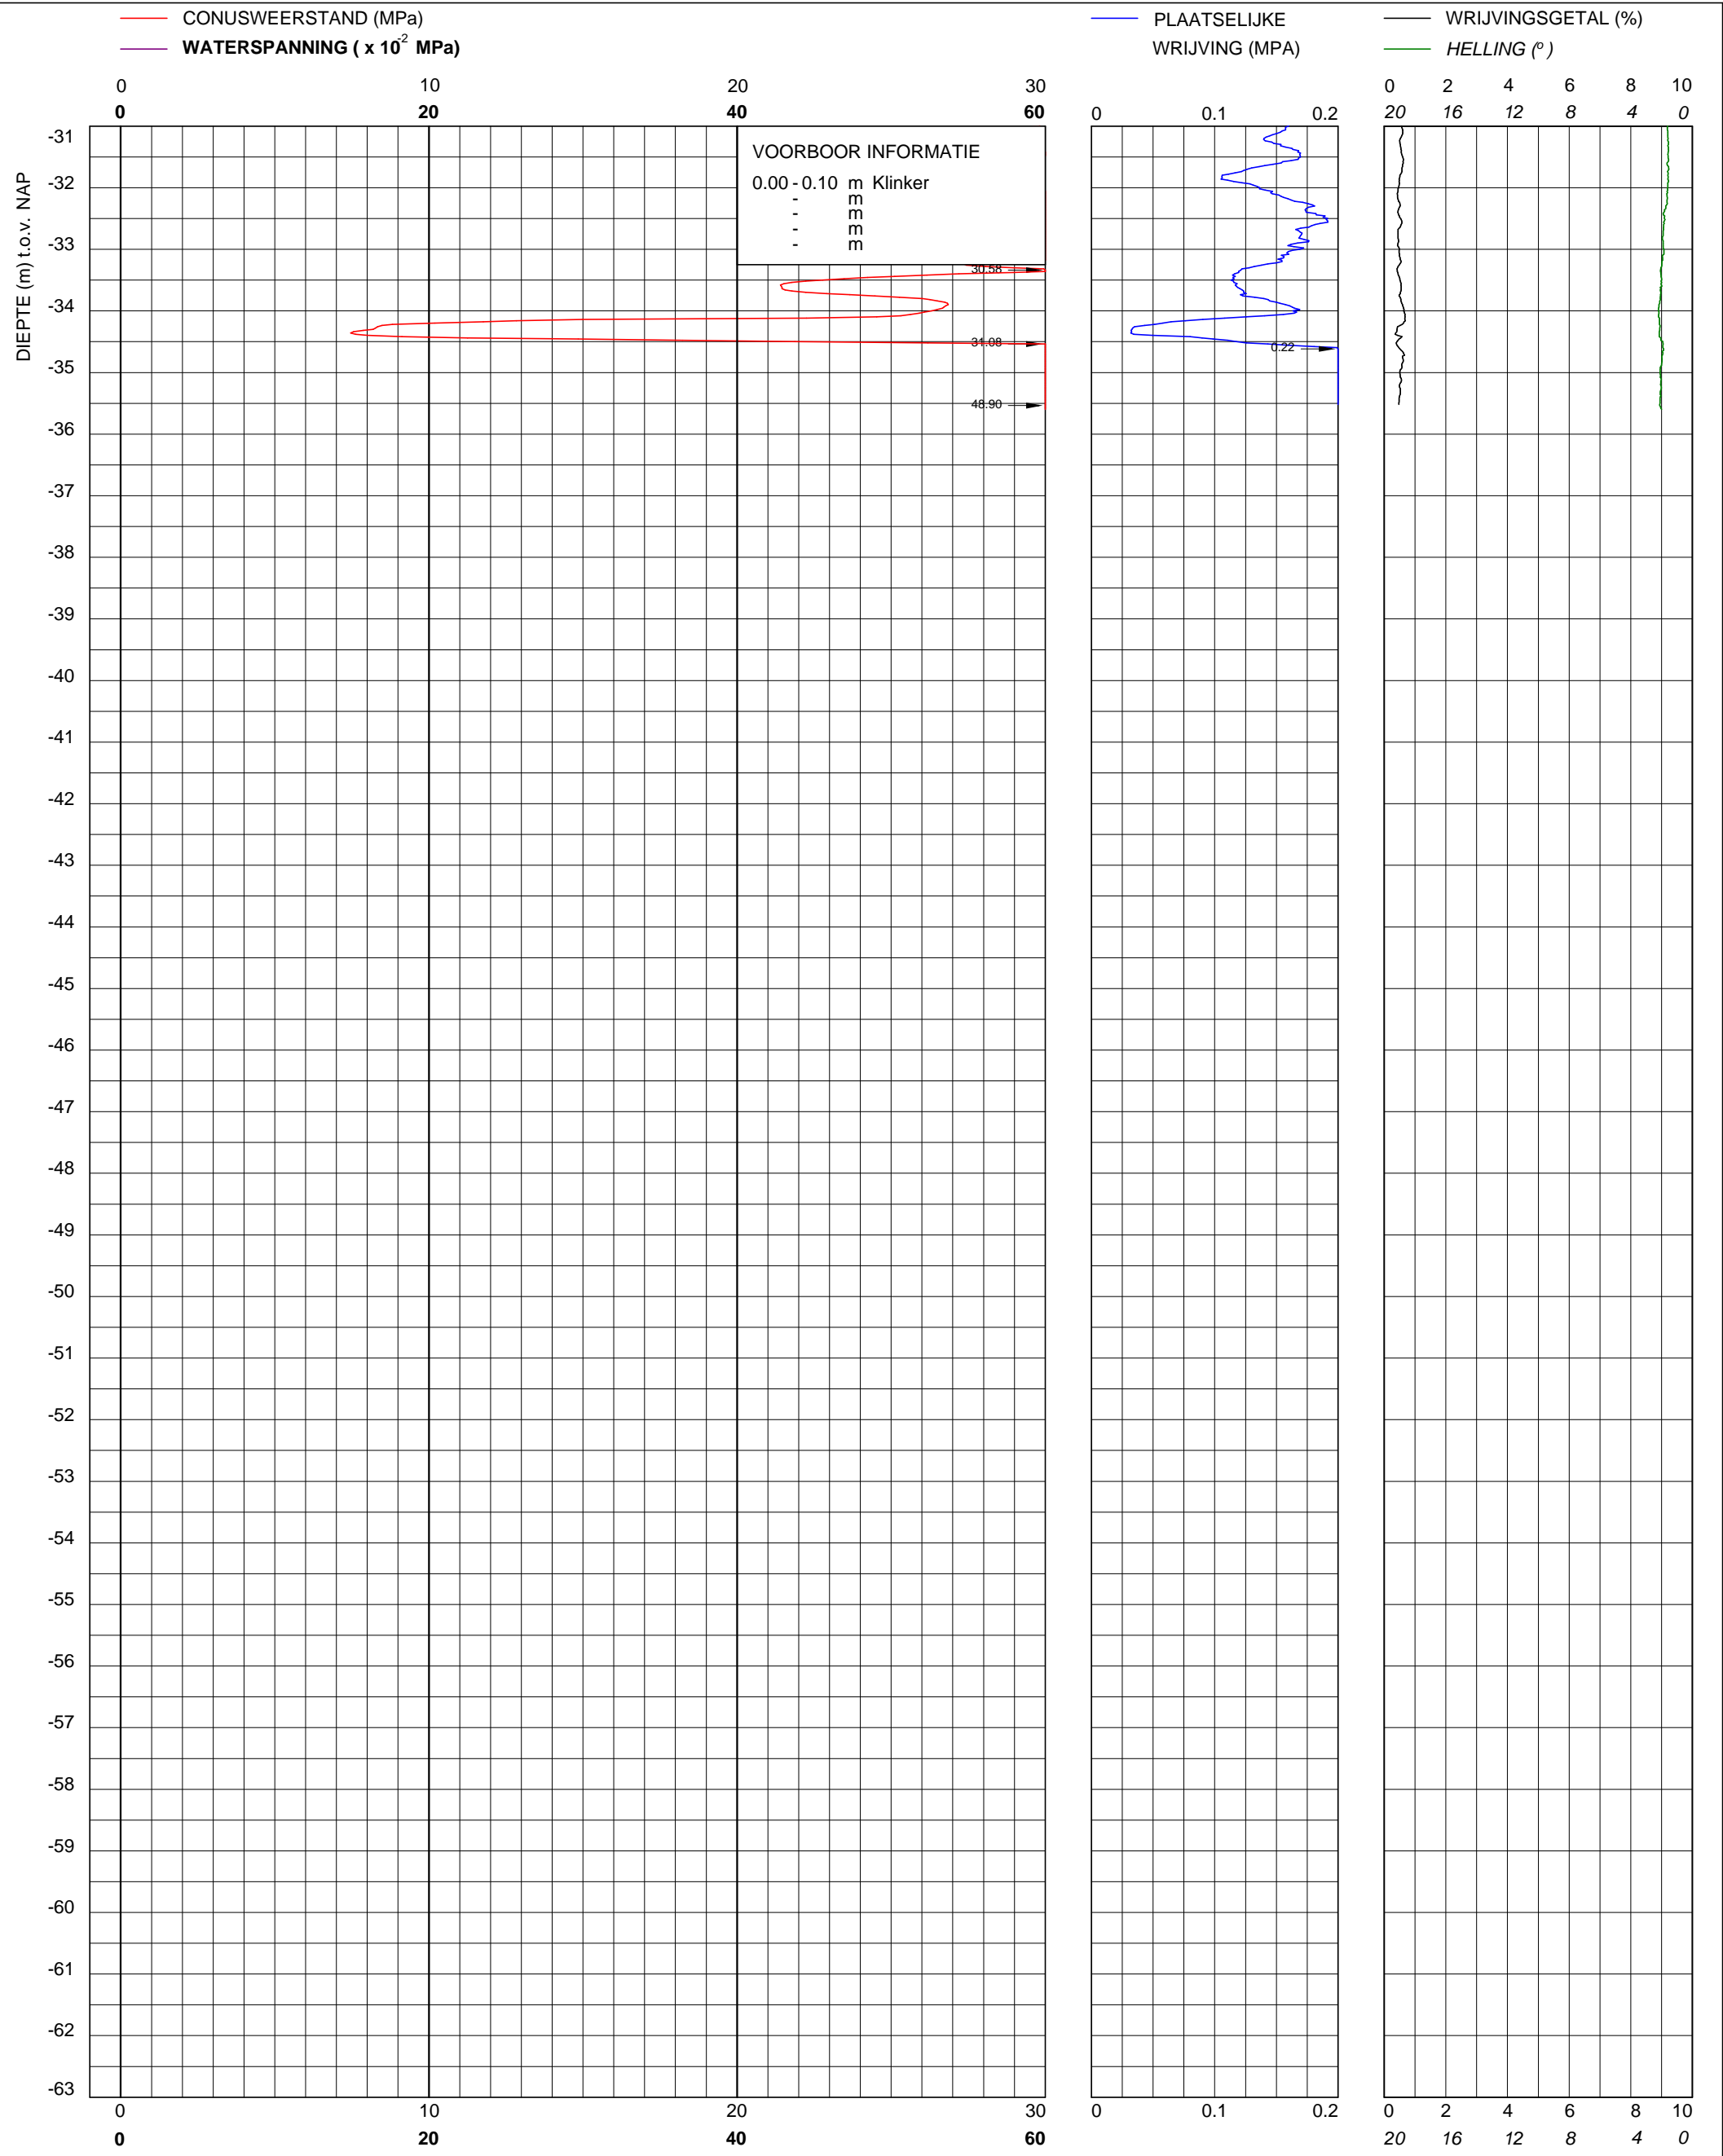 CONUSWEERSTAND (MPa)
WATERSPANNING ( x 10-2 MPa)
PLAATSELIJKE
WRIJVING (MPA)
WRIJVINGSGETAL (%)
HELLING (º )
0 10 20 30
0 20 40 60
0 0.1 0.2
0 2 4 6 8 10
20 16 12 8 4 0
DIEPTE (m) t.o.v. NAP
VOORBOOR INFORMATIE
0.00 - 0.10 m Klinker
- m
- m
- m
- m
30.58
31.08
0.22
48.90
-31
-32
-33
-34
-35
-36
-37
-38
-39
-40
-41
-42
-43
-44
-45
-46
-47
-48
-49
-50
-51
-52
-53
-54
-55
-56
-57
-58
-59
-60
-61
-62
-63
0 10 20 30
0 20 40 60
0 0.1 0.2
0 2 4 6 8 10
20 16 12 8 4 0